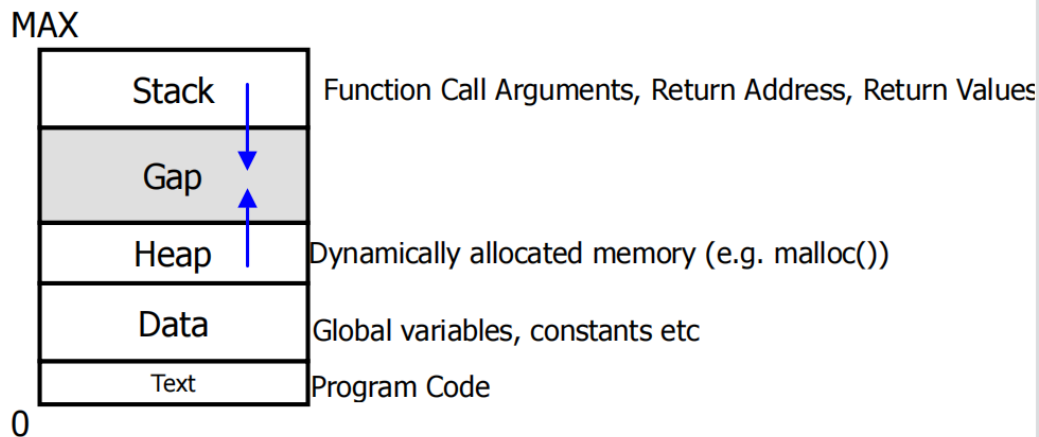 MAX
Stack
Function Call Arguments, Return Address, Return Values
Gap
Heap
Dynamically allocated memory (e.g. malloc())
Data
Global variables, constants etc
Text
Program Code
0